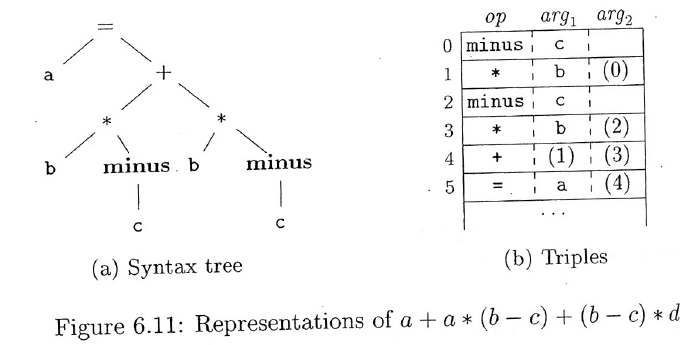 =
a
+
*
*
b
minus
b
minus
c
c
(a) Syntax tree
op arg1 arg2
0 minus c
1 * b (0)
2 minus c
3 * b (2)
4 + (1) (3)
5 = a (4)
...
(b) Triples
Figure 6.11: Representations of a + a * (b − c) + (b − c) * d